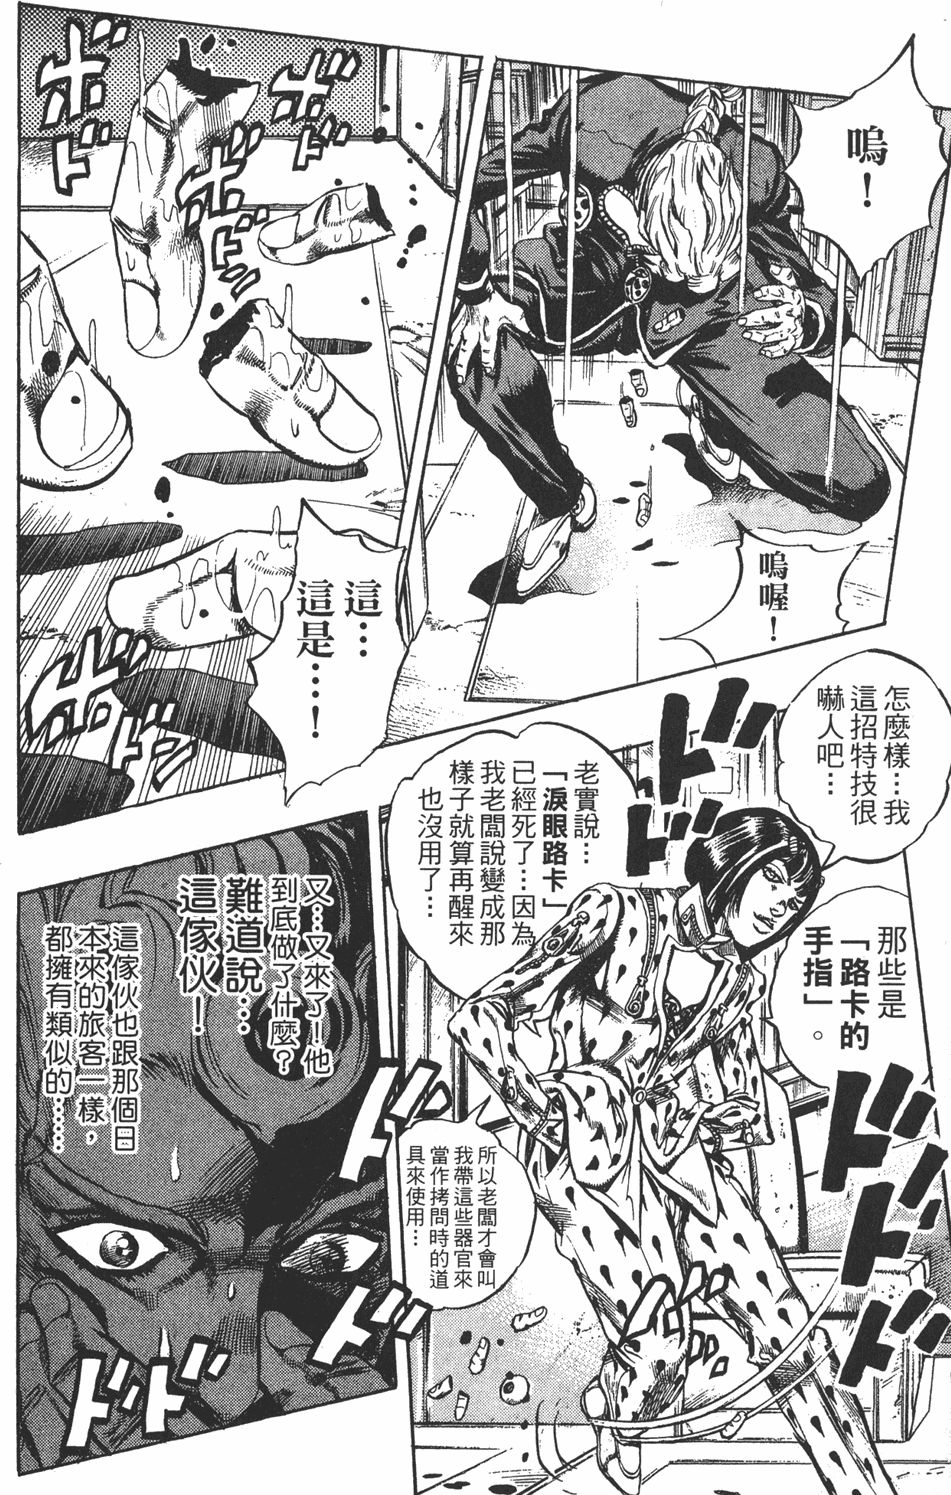 嗚！
嗚喔！
ボ
ド
ボ
ド
ボ
ド
這…
這是…！
ボ
ド
怎麼樣…我
這招特技很
嚇人吧…
那些是
「路卡的
手指」。
老實說…
「淚眼路卡」
已經死了…因為
我老闆說變成那
樣子就算再醒來
也沒用了…
所以老闆才會叫
我帶這些器官來
當作拷問時的道
具來使用…
ドド
ドド
又…又來了！他
到底做了什麼？
難道說…
這傢伙！
這傢伙也跟那個日
本來的旅客一樣，
都擁有類似的……
ド
ド
ドド